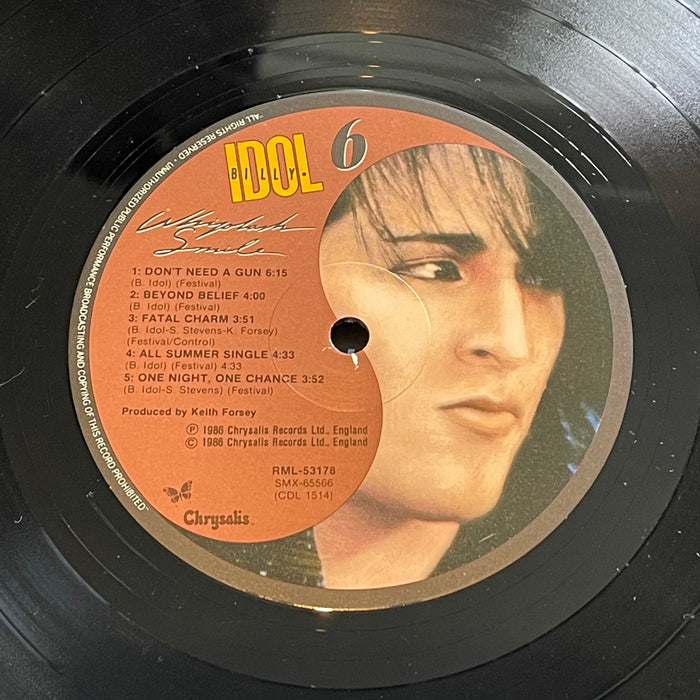 "ALL RIGHTS RESERVED • UNAUTHORIZED PUBLIC PERFORMANCE BROADCASTING AND COPYING OF THIS RECORD PROHIBITED"
IDOL
BILLY•
6
Whiplash
Smile
1: DON'T NEED A GUN 6:15
(B. Idol) (Festival)
2: BEYOND BELIEF 4:00
(B. Idol) (Festival)
3: FATAL CHARM 3:51
(B. Idol-S. Stevens-K. Forsey)
(Festival/Control)
4: ALL SUMMER SINGLE 4:33
(B. Idol) (Festival) 4:33
5: ONE NIGHT, ONE CHANCE 3:52
(B. Idol-S. Stevens) (Festival)
Produced by Keith Forsey
Ⓟ 1986 Chrysalis Records Ltd., England
© 1986 Chrysalis Records Ltd., England
RML-53178
SMX-65566
(CDL 1514)
Chrysalis